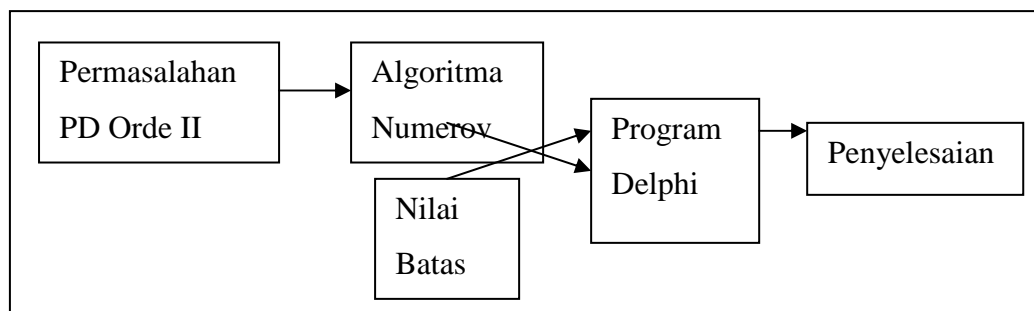 Permasalahan
PD Orde II
Algoritma
Numerov
Nilai
Batas
Program
Delphi
Penyelesaian